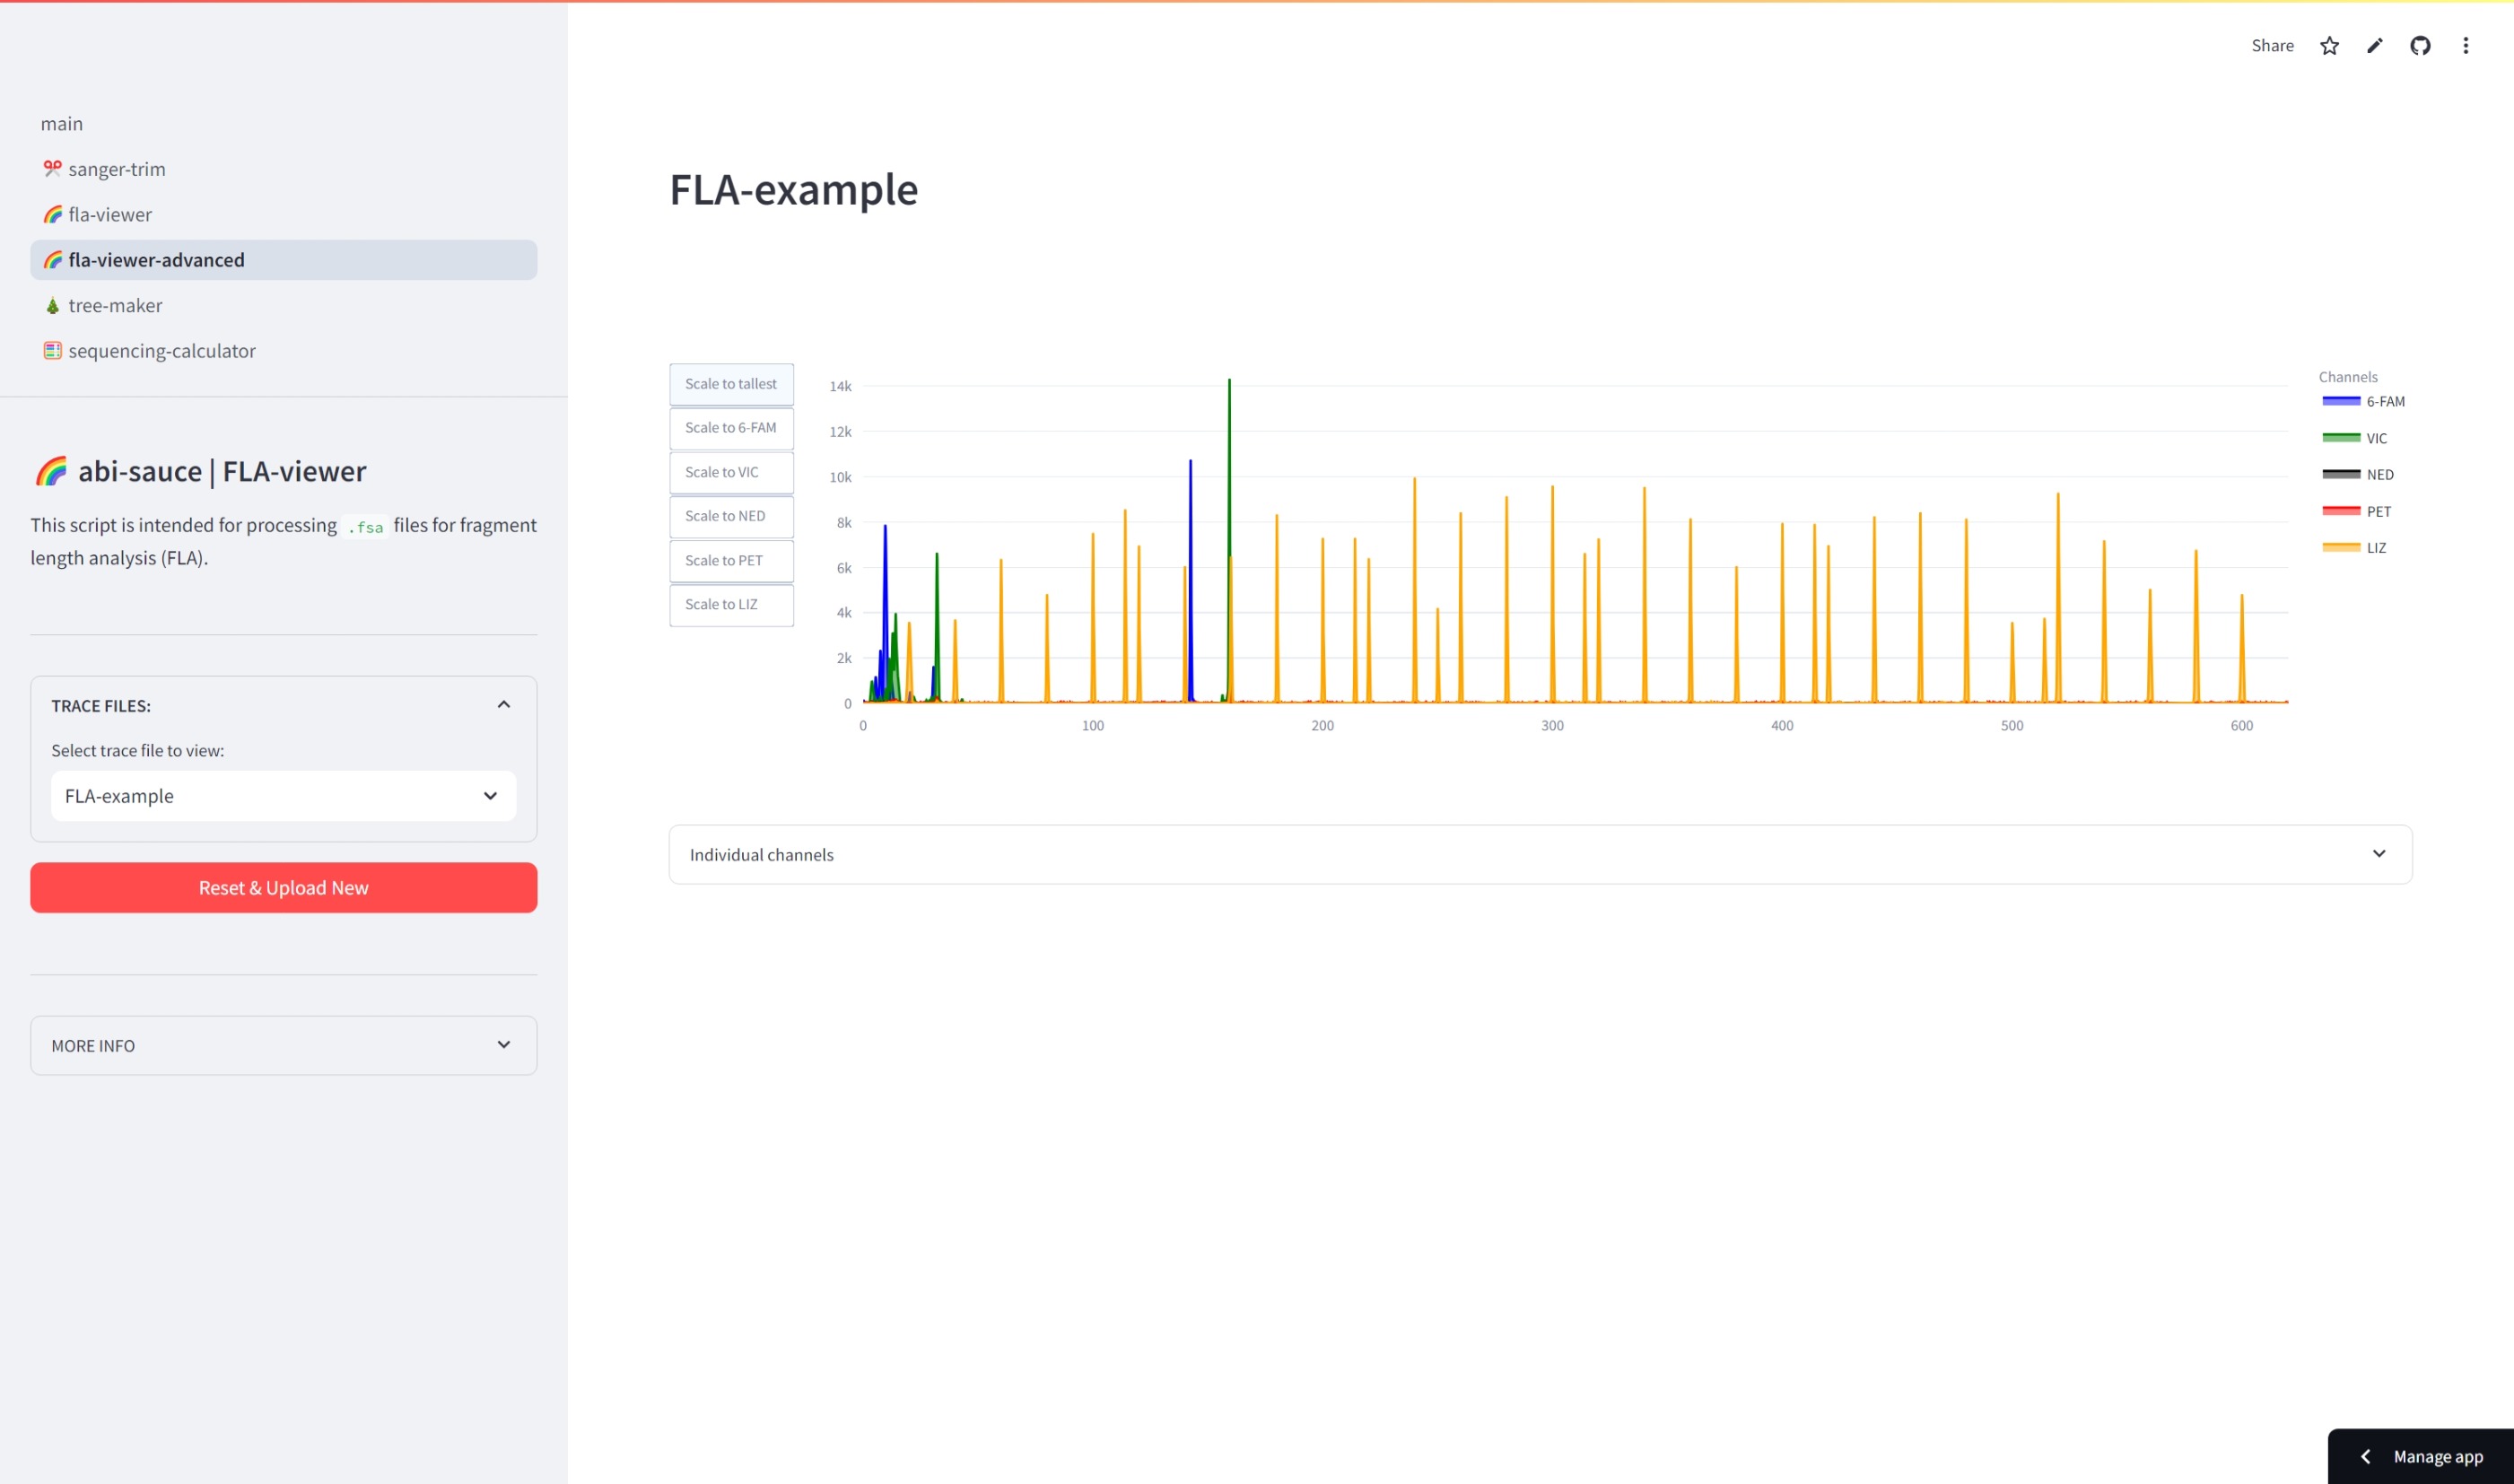 Share
main
sanger-trim
fla-viewer
fla-viewer-advanced
tree-maker
sequencing-calculator
abi-sauce | FLA-viewer
This script is intended for processing .fsa files for fragment
length analysis (FLA).
TRACE FILES:
Select trace file to view:
FLA-example
Reset & Upload New
MORE INFO
FLA-example
Scale to tallest
Scale to 6-FAM
Scale to VIC
Scale to NED
Scale to PET
Scale to LIZ
14k
12k
10k
8k
6k
4k
2k
0
0 100 200 300 400 500 600
Channels
6-FAM
VIC
NED
PET
LIZ
Individual channels
Manage app